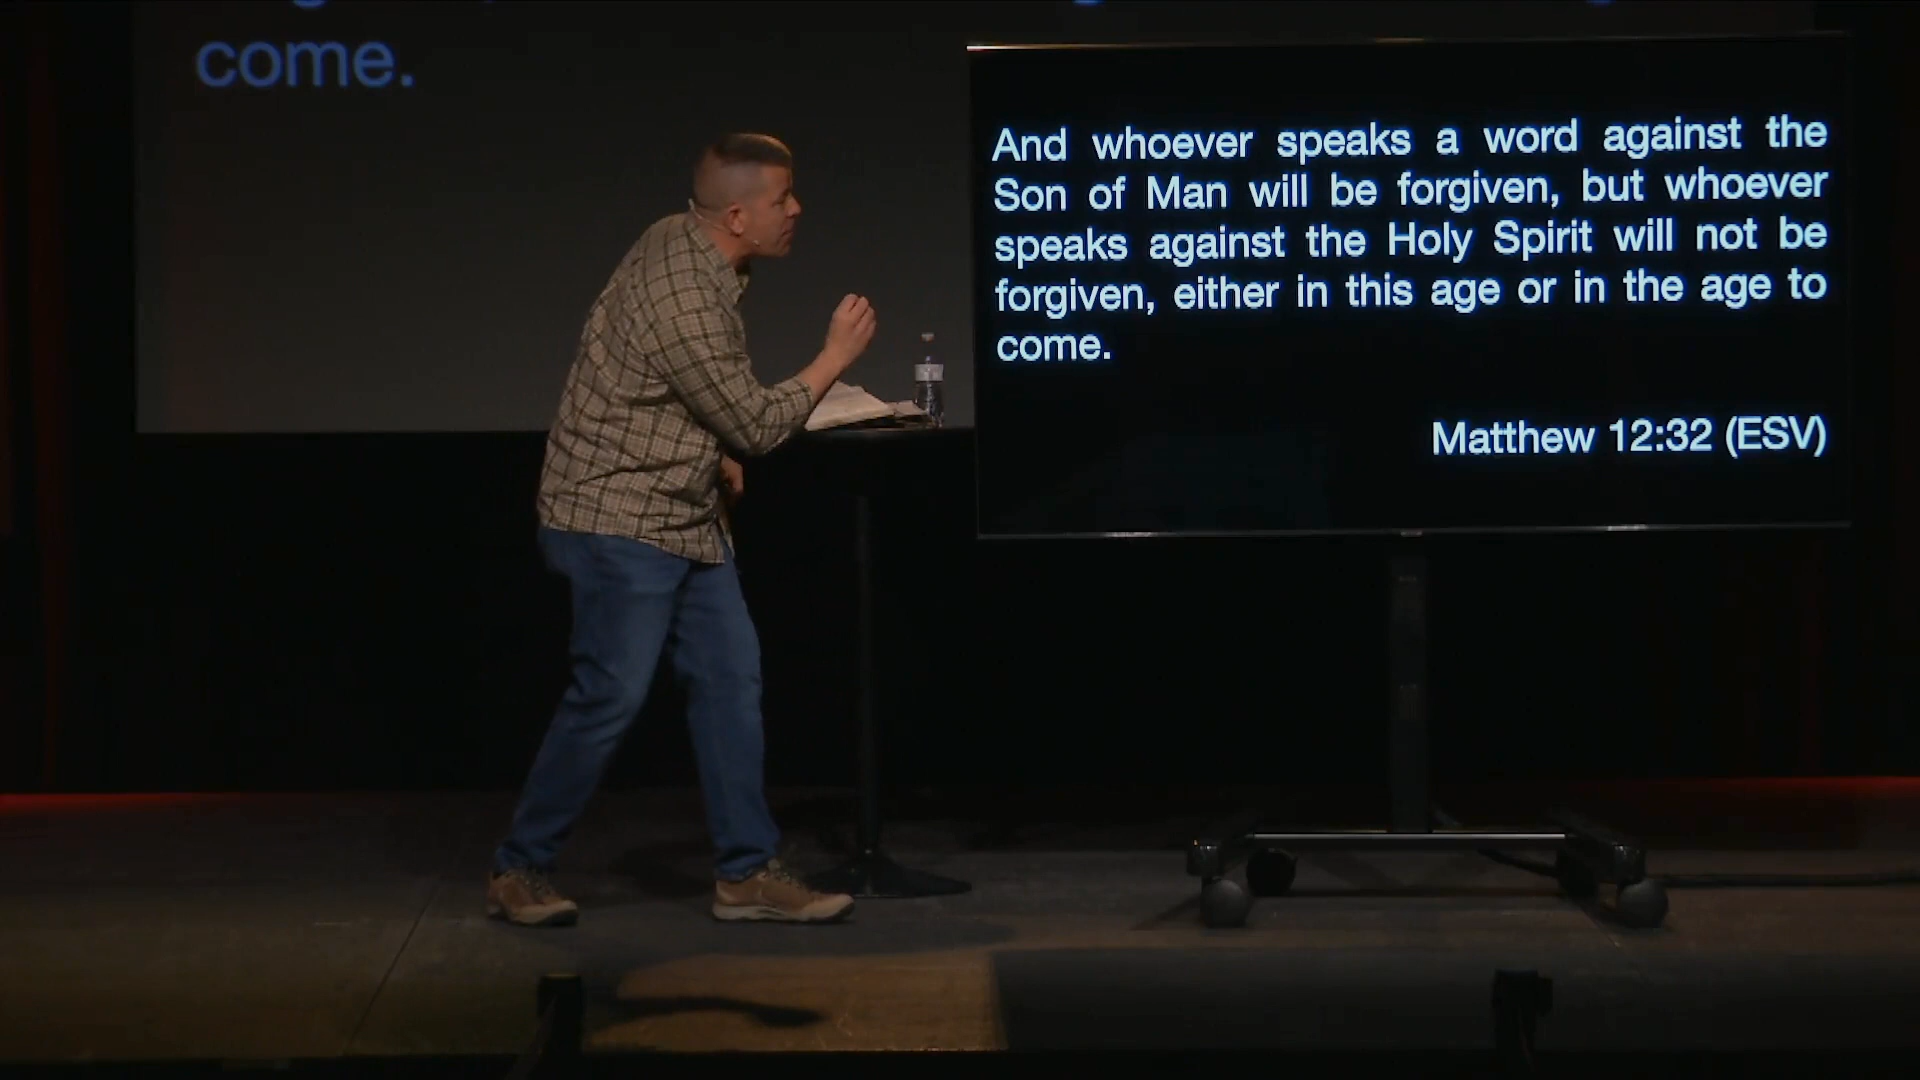 come.
And whoever speaks a word against the
Son of Man will be forgiven, but whoever
speaks against the Holy Spirit will not be
forgiven, either in this age or in the age to
come.
Matthew 12:32 (ESV)